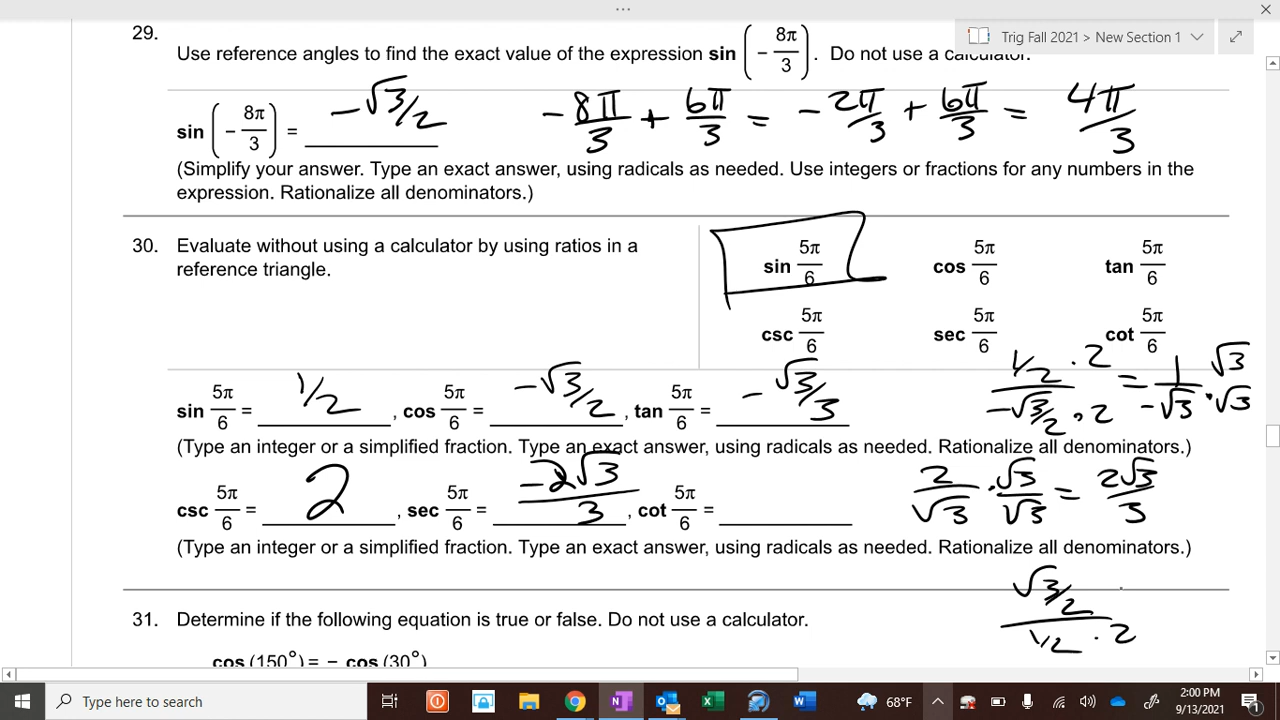 ...
29.
Trig Fall 2021 > New Section 1
Use reference angles to find the exact value of the expression sin (− 8π/3). Do not use a calculator.
sin (− 8π/3) = −√3/2   −8π/3 + 6π/3 = −2π/3 + 6π/3 = 4π/3
(Simplify your answer. Type an exact answer, using radicals as needed. Use integers or fractions for any numbers in the
expression. Rationalize all denominators.)
30. Evaluate without using a calculator by using ratios in a
reference triangle.
sin 5π/6   cos 5π/6   tan 5π/6
csc 5π/6   sec 5π/6   cot 5π/6
1/2 · 2 / −√3/2 · 2 = 1/−√3 · √3/√3
sin 5π/6 = 1/2, cos 5π/6 = −√3/2, tan 5π/6 = −√3/3
(Type an integer or a simplified fraction. Type an exact answer, using radicals as needed. Rationalize all denominators.)
csc 5π/6 = 2, sec 5π/6 = −2√3/3, cot 5π/6 =
2/√3 · √3/√3 = 2√3/3
(Type an integer or a simplified fraction. Type an exact answer, using radicals as needed. Rationalize all denominators.)
√3/2 / 1/2 · 2
31. Determine if the following equation is true or false. Do not use a calculator.
cos (150°) = − cos (30°)
Type here to search
68°F
2:00 PM
9/13/2021
1